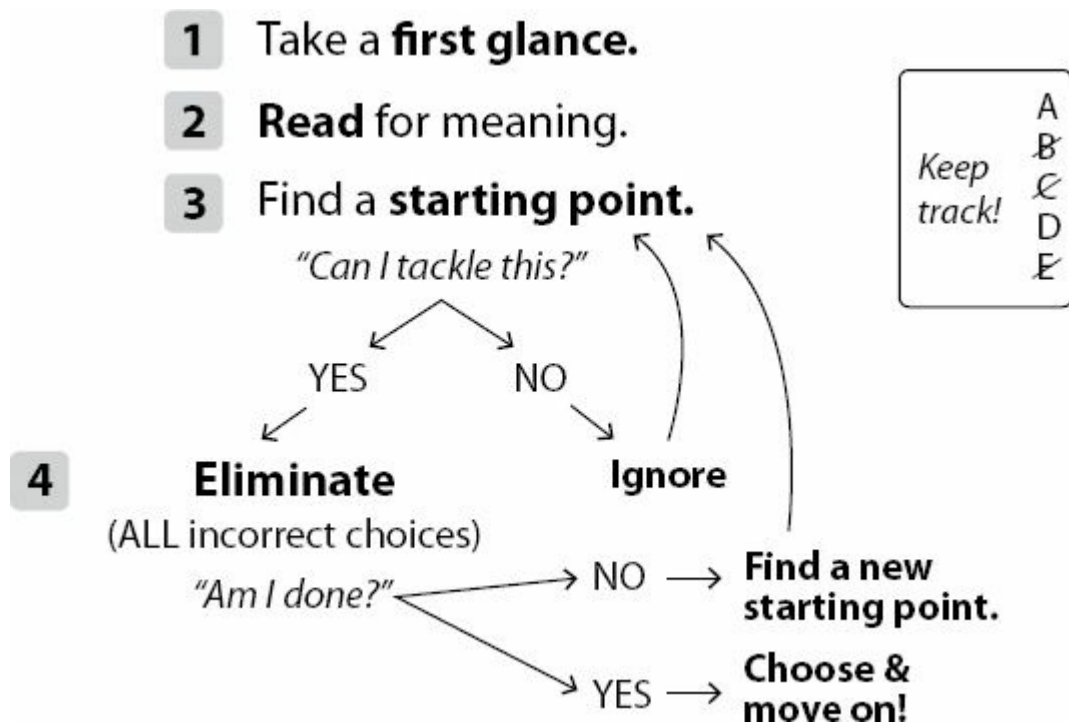 1 Take a first glance.
2 Read for meaning.
3 Find a starting point.
"Can I tackle this?"
YES
NO
4
Eliminate
(ALL incorrect choices)
"Am I done?"
Ignore
NO
Find a new
starting point.
YES
Choose &
move on!
Keep
track!
A
B
C
D
E